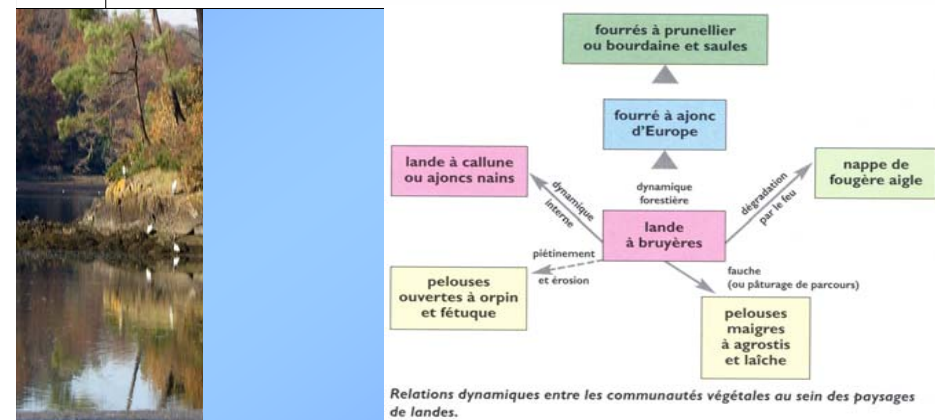 fourrés à prunellier
ou bourdaine et saules
fourré à ajonc
d'Europe
lande à callune
ou ajoncs nains
nappe de
fougère aigle
dynamique
forestière
dynamique
interne
dégradation
par le feu
lande
à bruyères
piétinement
et érosion
pelouses
ouvertes à orpin
et fétuque
fauche
(ou pâturage de parcours)
pelouses
maigres
à agrostis
et laîche
Relations dynamiques entre les communautés végétales au sein des paysages
de landes.